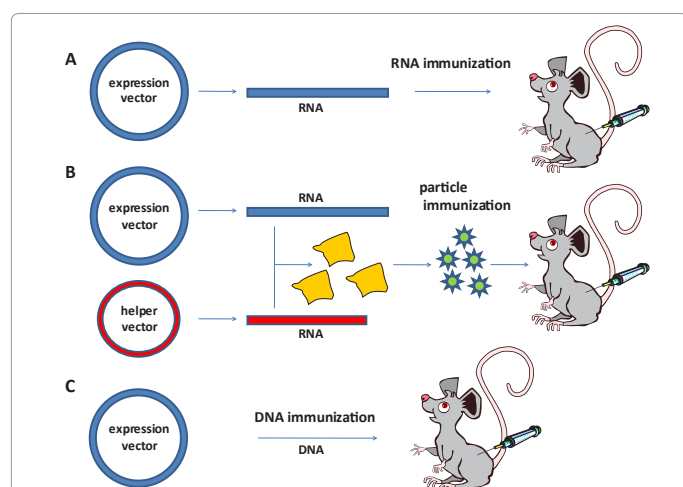 A
expression
vector
RNA
RNA immunization
B
expression
vector
RNA
particle
immunization
helper
vector
RNA
C
expression
vector
DNA immunization
DNA